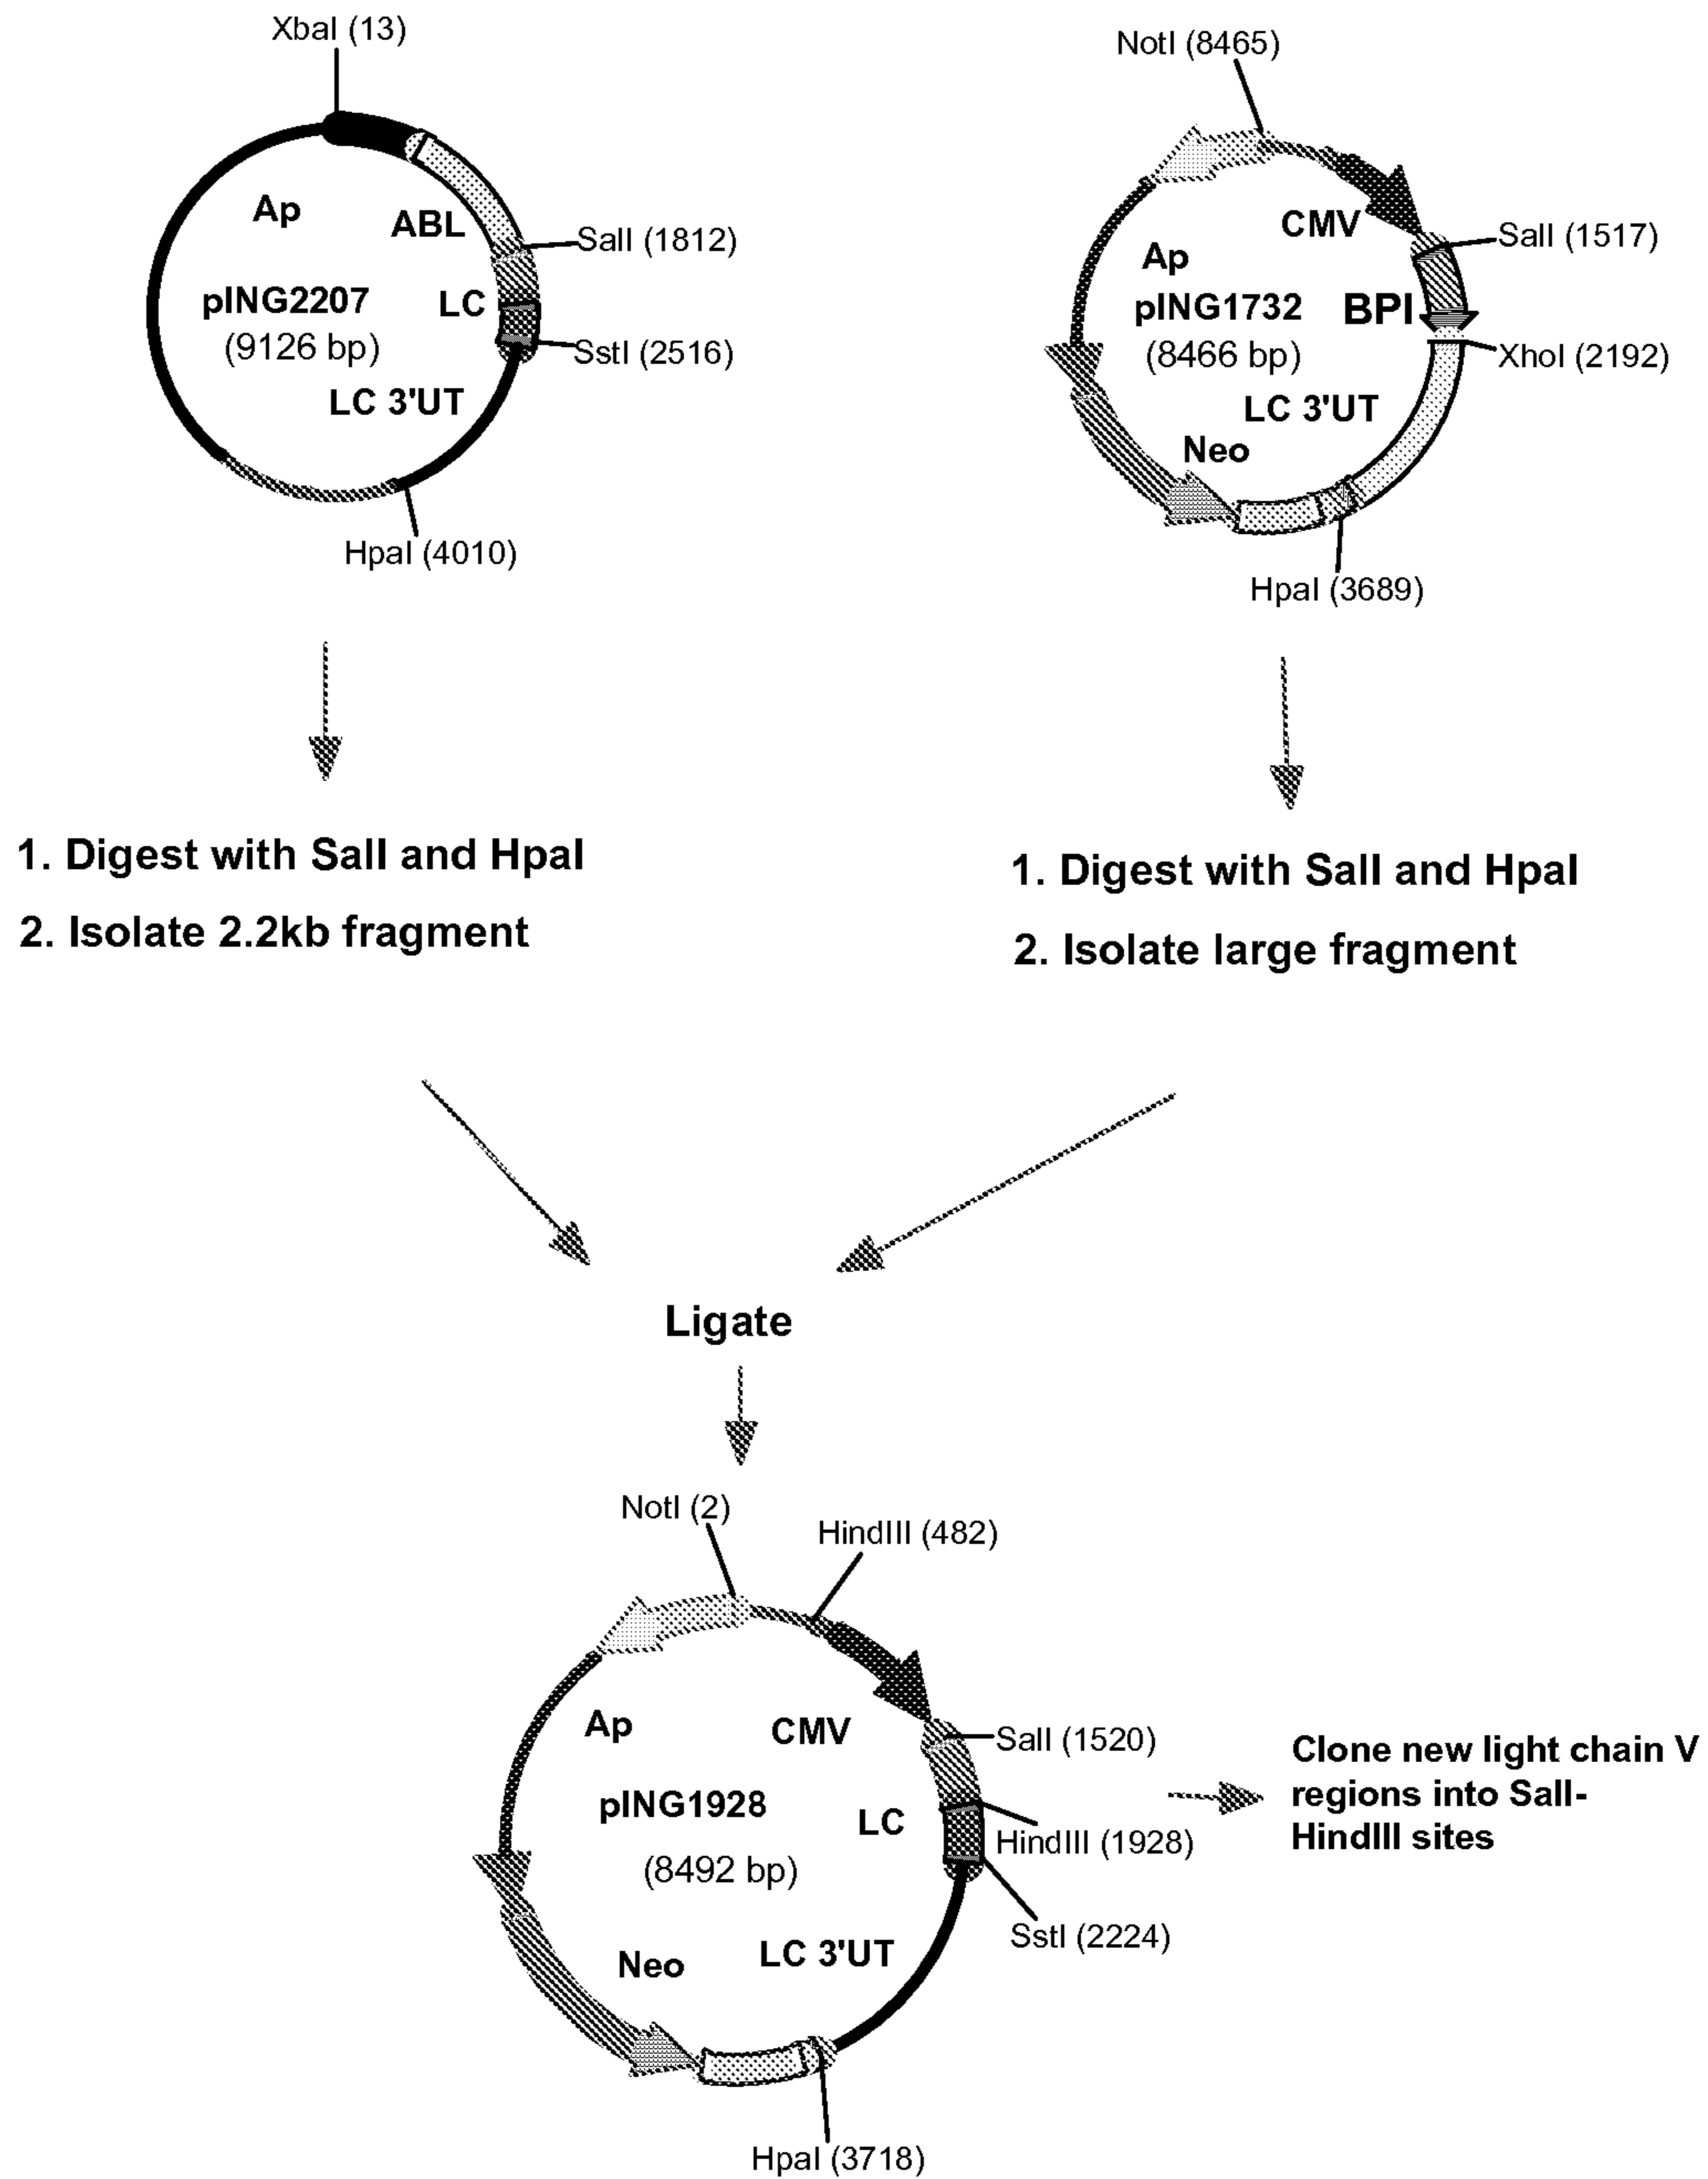 XbaI (13)
Ap
ABL
SalI (1812)
pING2207
(9126 bp)
LC
SstI (2516)
LC 3'UT
HpaI (4010)
1. Digest with SalI and HpaI
2. Isolate 2.2kb fragment
NotI (8465)
CMV
SalI (1517)
Ap
pING1732
(8466 bp)
BPI
XhoI (2192)
LC 3'UT
Neo
HpaI (3689)
1. Digest with SalI and HpaI
2. Isolate large fragment
Ligate
NotI (2)
HindIII (482)
Ap
CMV
SalI (1520)
pING1928
(8492 bp)
LC
HindIII (1928)
SstI (2224)
LC 3'UT
Neo
HpaI (3718)
Clone new light chain V
regions into SalI-
HindIII sites